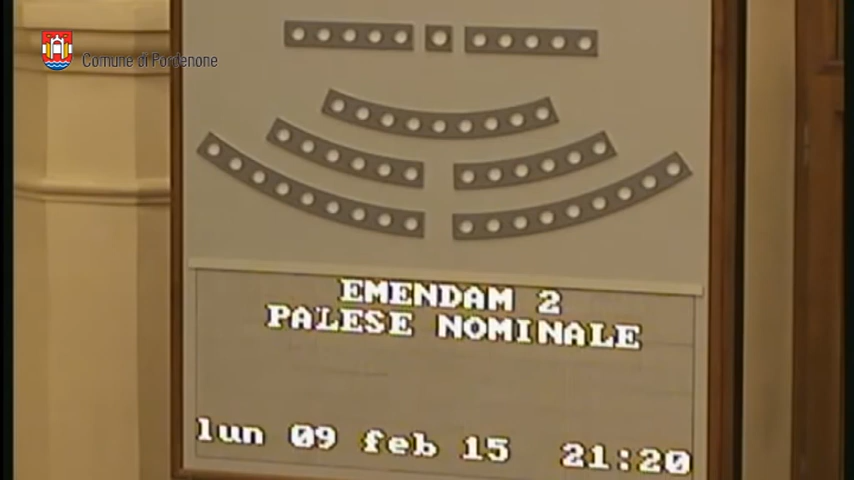 Comune di Pordenone
EMENDAM 2
PALESE NOMINALE
lun 09 feb 15 21:20